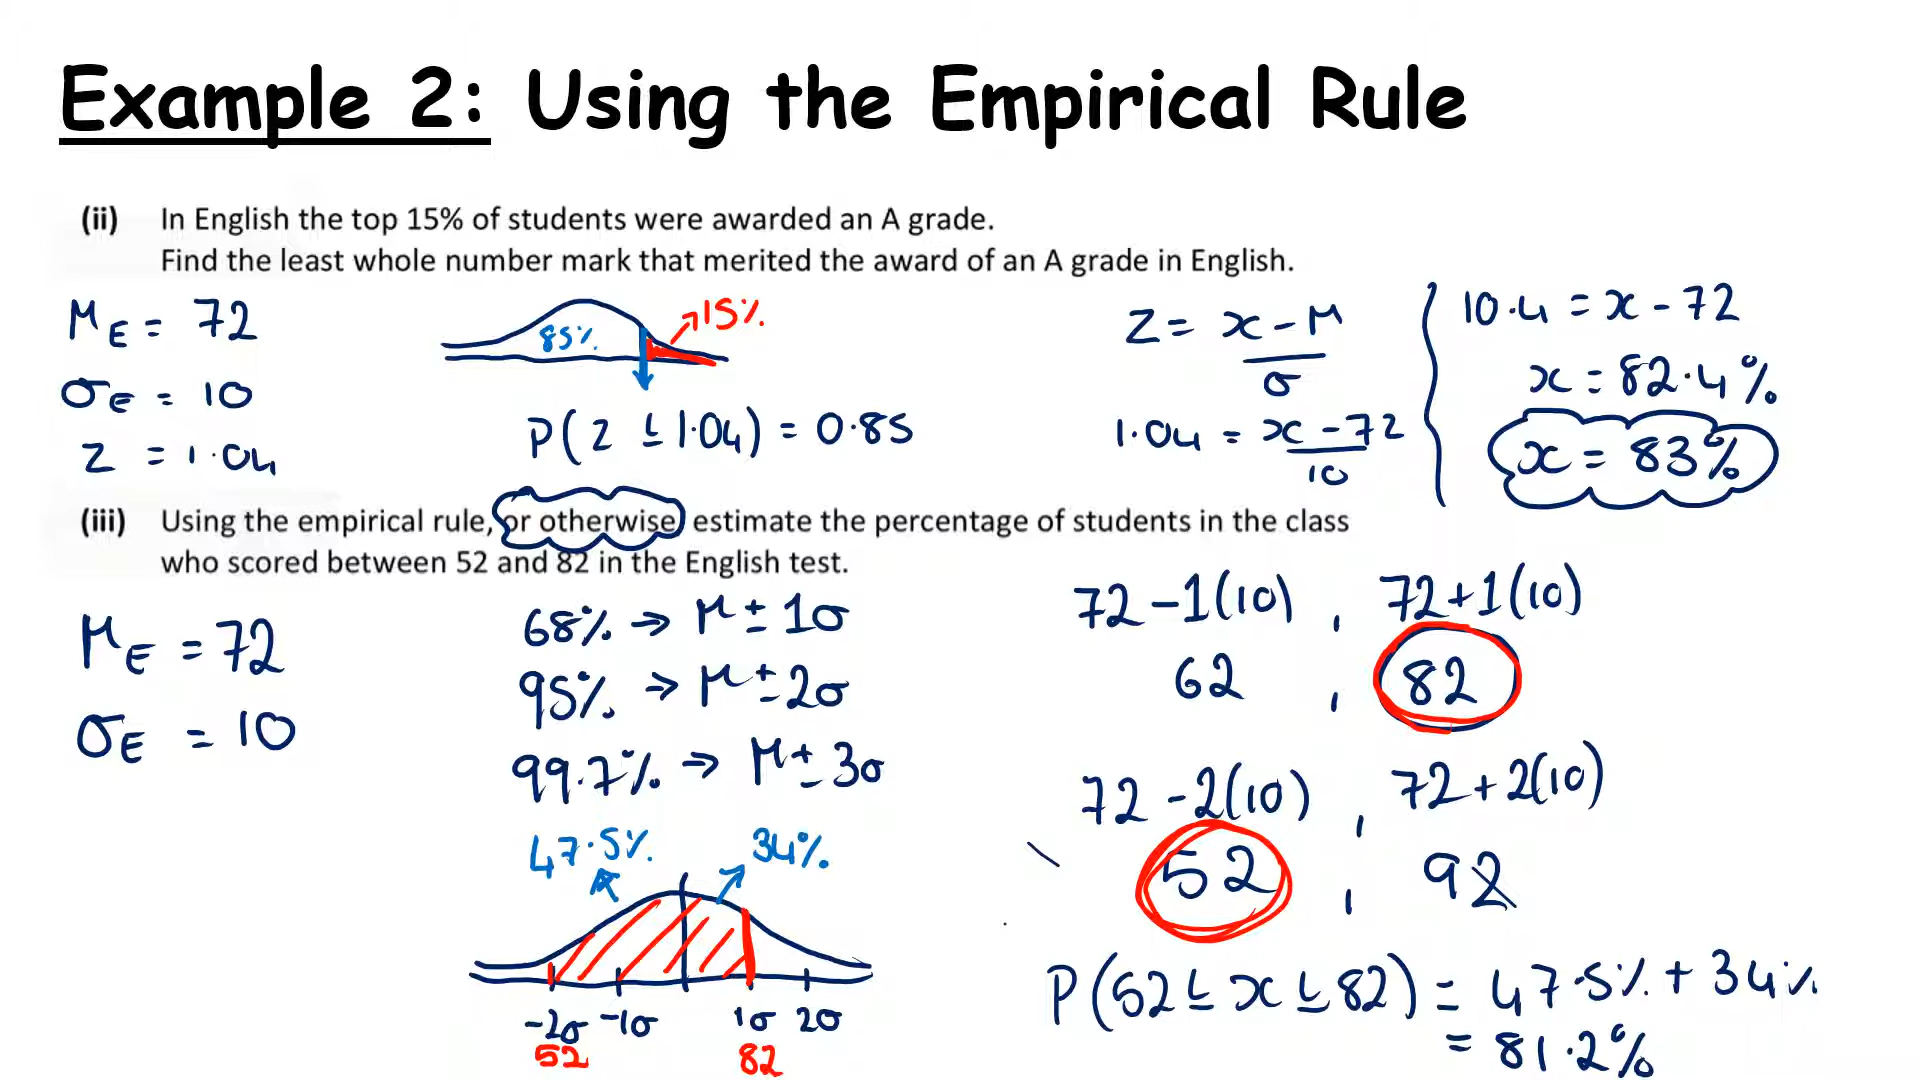 Example 2: Using the Empirical Rule
(ii) In English the top 15% of students were awarded an A grade.
Find the least whole number mark that merited the award of an A grade in English.
μE = 72
σE = 10
Z = 1.04
85%
15%
P(Z ≤ 1.04) = 0.85
Z = x - μ / σ
1.04 = x - 72 / 10
10.4 = x - 72
x = 82.4%
x = 83%
(iii) Using the empirical rule, or otherwise, estimate the percentage of students in the class
who scored between 52 and 82 in the English test.
μE = 72
σE = 10
68% → μ ± 1σ
95% → μ ± 2σ
99.7% → μ ± 3σ
47.5% 34%
-2σ -1σ 1σ 2σ
52 82
72 - 1(10) , 72 + 1(10)
62 , 82
72 - 2(10) , 72 + 2(10)
52 , 92
P(52 ≤ x ≤ 82) = 47.5% + 34%
= 81.2%